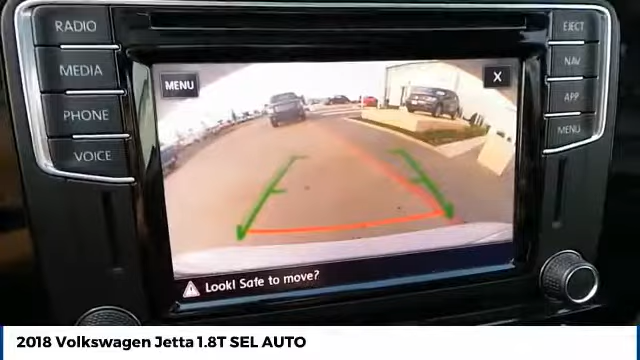 RADIO
MEDIA
PHONE
VOICE
MENU
X
EJECT
NAV
APP
MENU
Look! Safe to move?
2018 Volkswagen Jetta 1.8T SEL AUTO